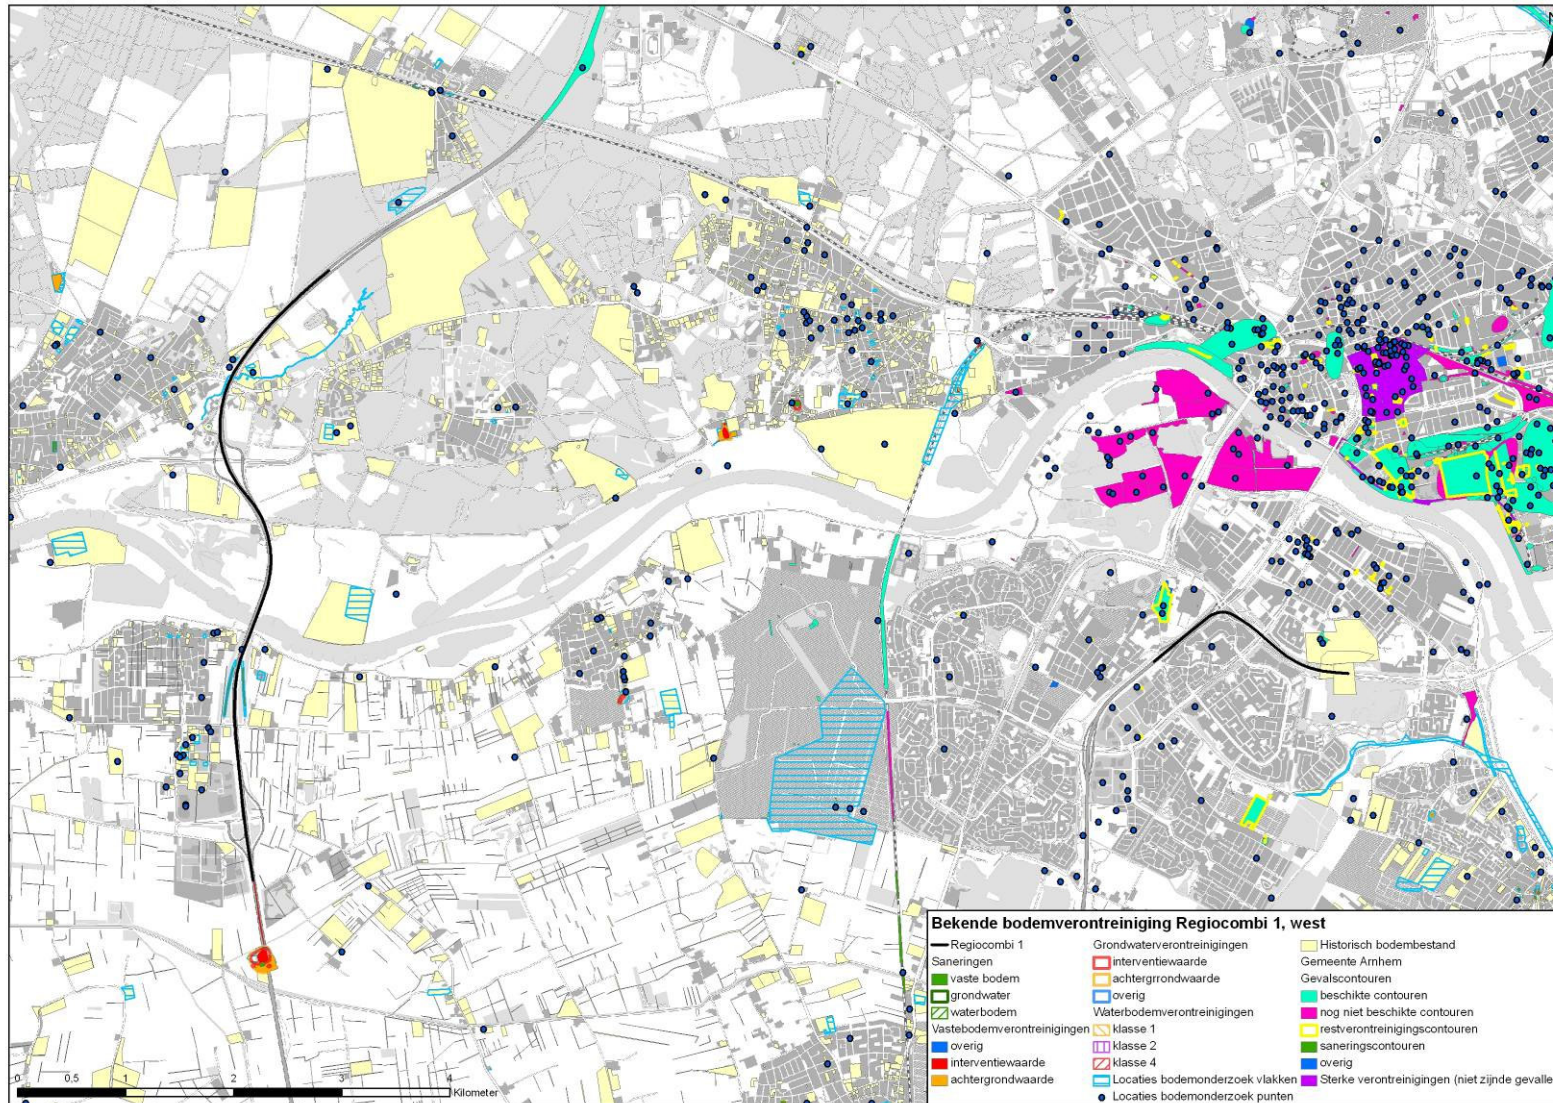 N
Bekende bodemverontreiniging Regiocombi 1, west
Regiocombi 1
Saneringen
vaste bodem
grondwater
waterbodem
Vastebodemverontreinigingen
overig
interventiewaarde
achtergrondwaarde
Grondwaterverontreinigingen
interventiewaarde
achtergrondwaarde
overig
Waterbodemverontreinigingen
klasse 1
klasse 2
klasse 4
Locaties bodemonderzoek vlakken
Locaties bodemonderzoek punten
Historisch bodembestand
Gemeente Arnhem
Gevalscontouren
beschikte contouren
nog niet beschikte contouren
restverontreinigingscontouren
saneringscontouren
overig
Sterke verontreinigingen (niet zijnde gevalle
0 0,5 1 2 3 4
Kilometer